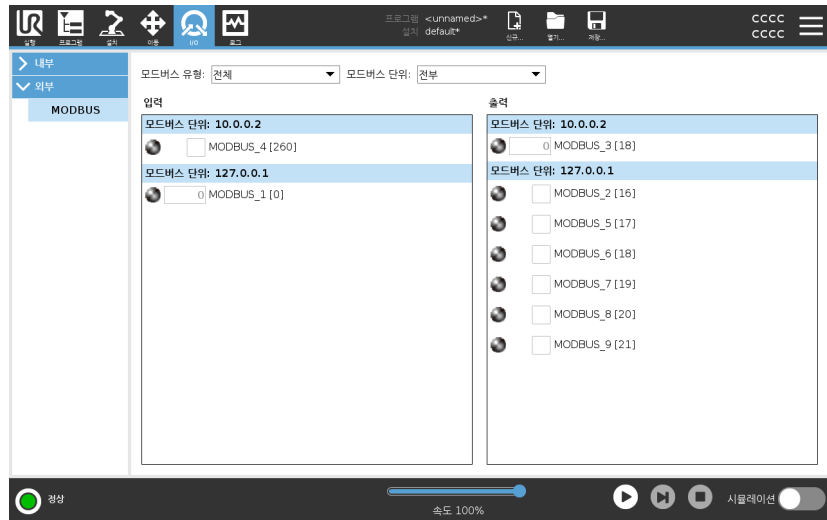 UR
실행 프로그램 설치 이동 I/O 로그
프로그램 <unnamed>*
설치 default*
신규... 열기... 저장...
CCCC
CCCC
내부
외부
MODBUS
모드버스 유형: 전체 모드버스 단위: 전부
입력
모드버스 단위: 10.0.0.2
MODBUS_4 [260]
모드버스 단위: 127.0.0.1
0 MODBUS_1 [0]
출력
모드버스 단위: 10.0.0.2
0 MODBUS_3 [18]
모드버스 단위: 127.0.0.1
MODBUS_2 [16]
MODBUS_5 [17]
MODBUS_6 [18]
MODBUS_7 [19]
MODBUS_8 [20]
MODBUS_9 [21]
정상
속도 100%
시뮬레이션